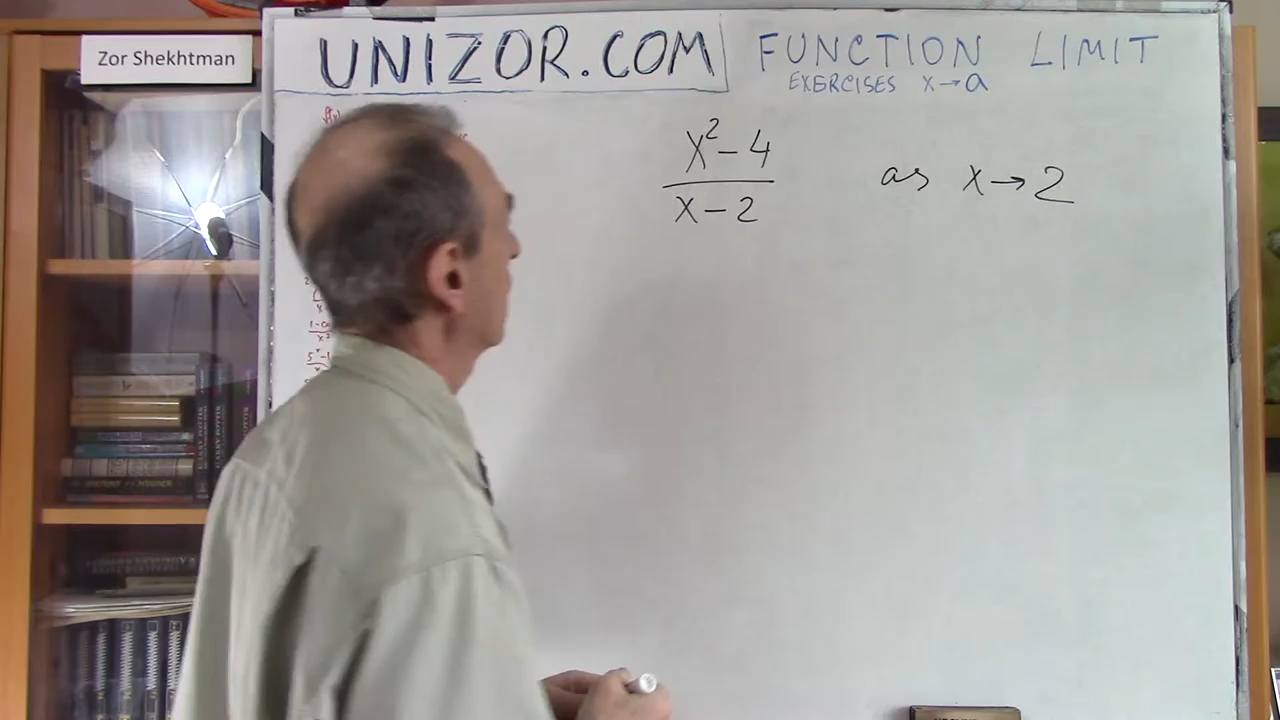 Zor Shekhtman
UNIZOR.COM
FUNCTION LIMIT
EXERCISES x→a
x²-4
x-2
as x→2